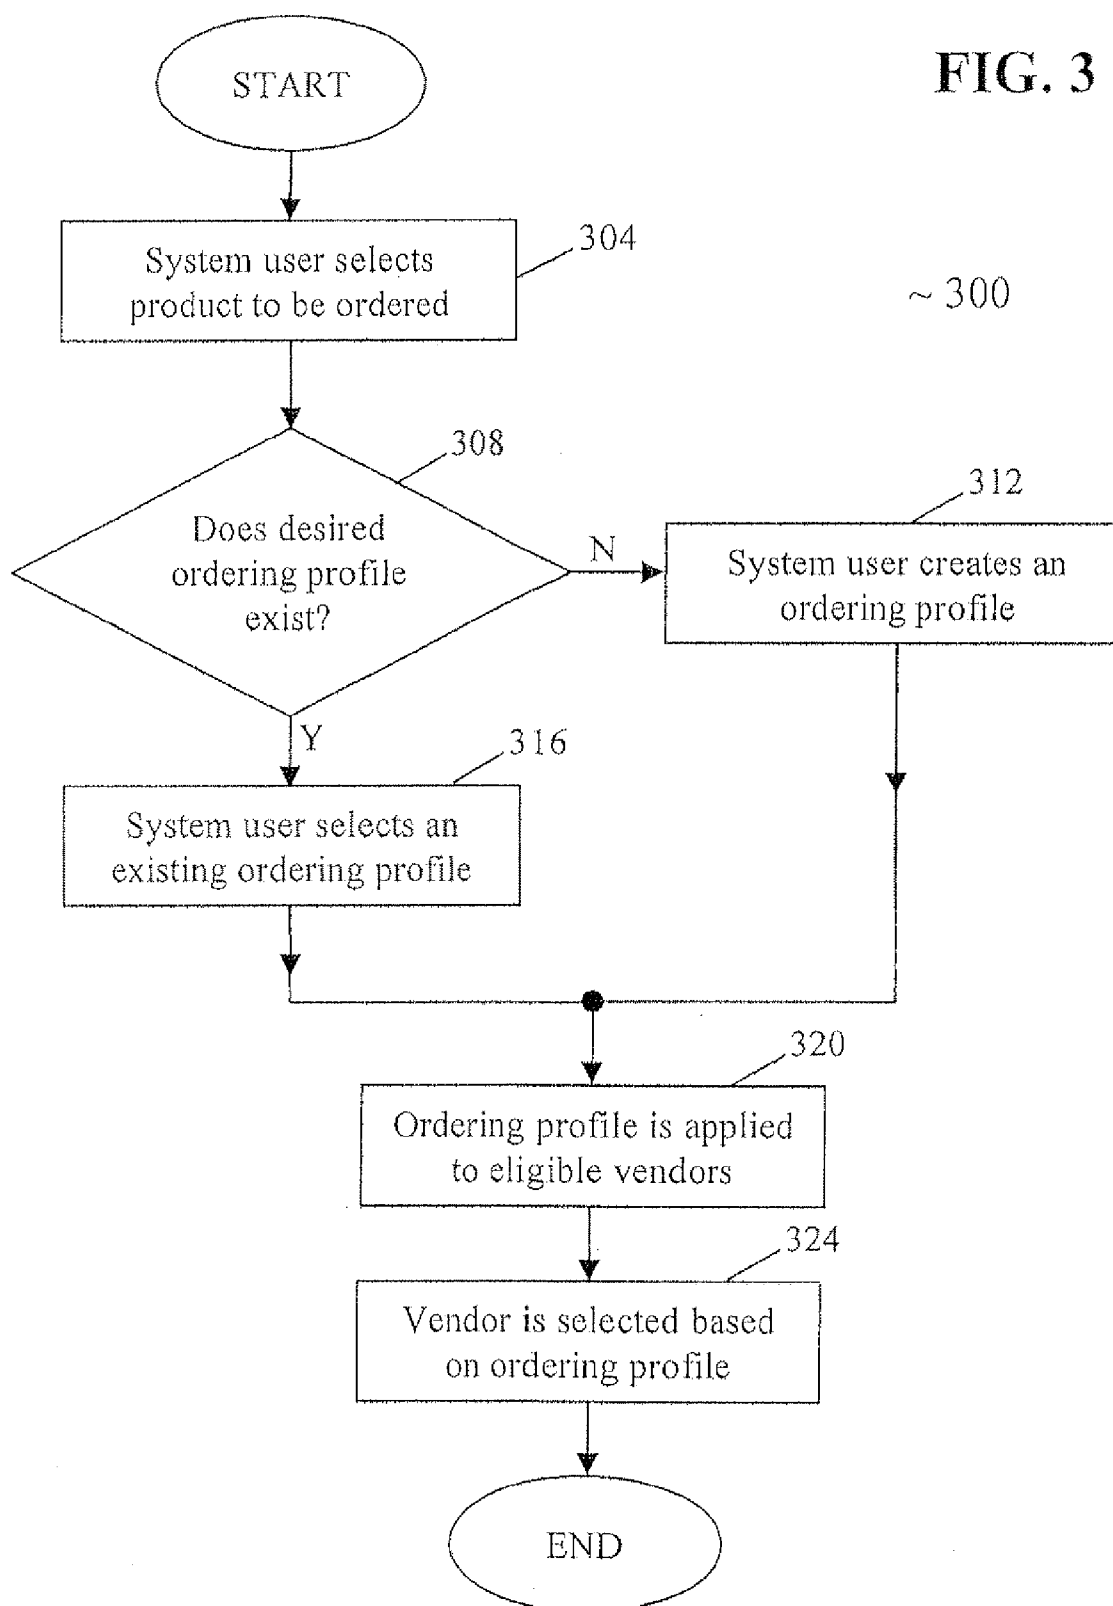 FIG. 3
START
304
System user selects
product to be ordered
~ 300
308
Does desired
ordering profile
exist?
N
312
System user creates an
ordering profile
Y
316
System user selects an
existing ordering profile
320
Ordering profile is applied
to eligible vendors
324
Vendor is selected based
on ordering profile
END